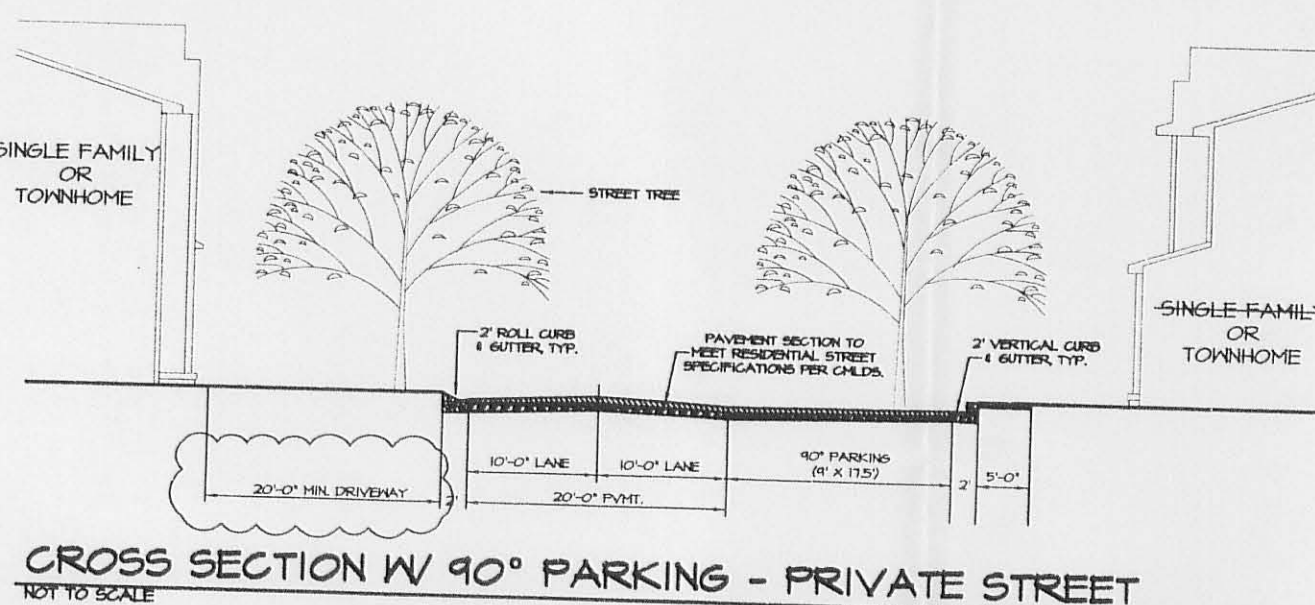 SINGLE FAMILY
OR
TOWNHOME
STREET TREE
2' ROLL CURB
& GUTTER, TYP.
PAVEMENT SECTION TO
MEET RESIDENTIAL STREET
SPECIFICATIONS PER CMLDS.
2' VERTICAL CURB
& GUTTER, TYP.
SINGLE FAMILY
OR
TOWNHOME
20'-0" MIN. DRIVEWAY
2'
10'-0" LANE
10'-0" LANE
20'-0" PVMT.
90° PARKING
(9' X 17.5')
2'
5'-0"
CROSS SECTION W/ 90° PARKING - PRIVATE STREET
NOT TO SCALE